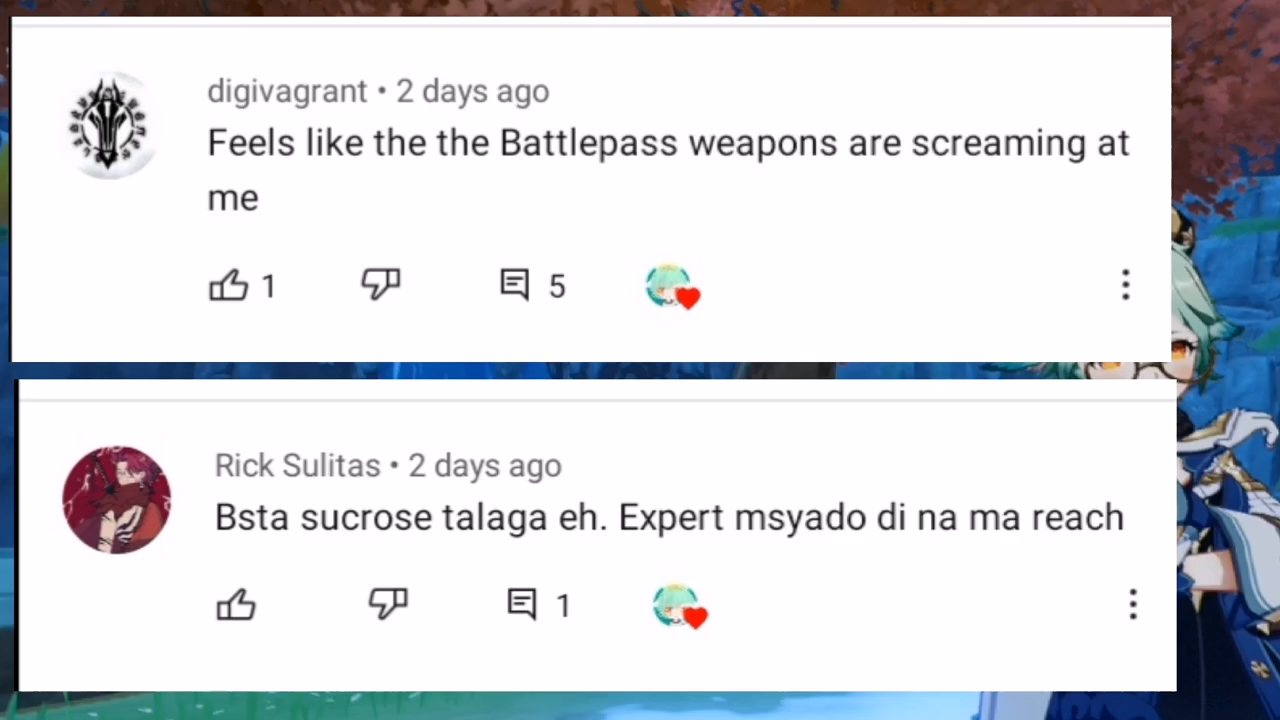 digivagrant • 2 days ago
Feels like the the Battlepass weapons are screaming at
me
1 5
Rick Sulitas • 2 days ago
Bsta sucrose talaga eh. Expert msyado di na ma reach
1